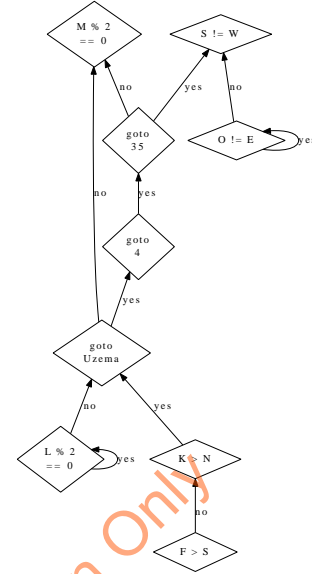 M % 2
== 0
S != W
no
yes
no
goto
35
O != E
no
yes
goto
4
yes
goto
Uzema
no
yes
L % 2
== 0
yes
K > N
no
F > S
Only